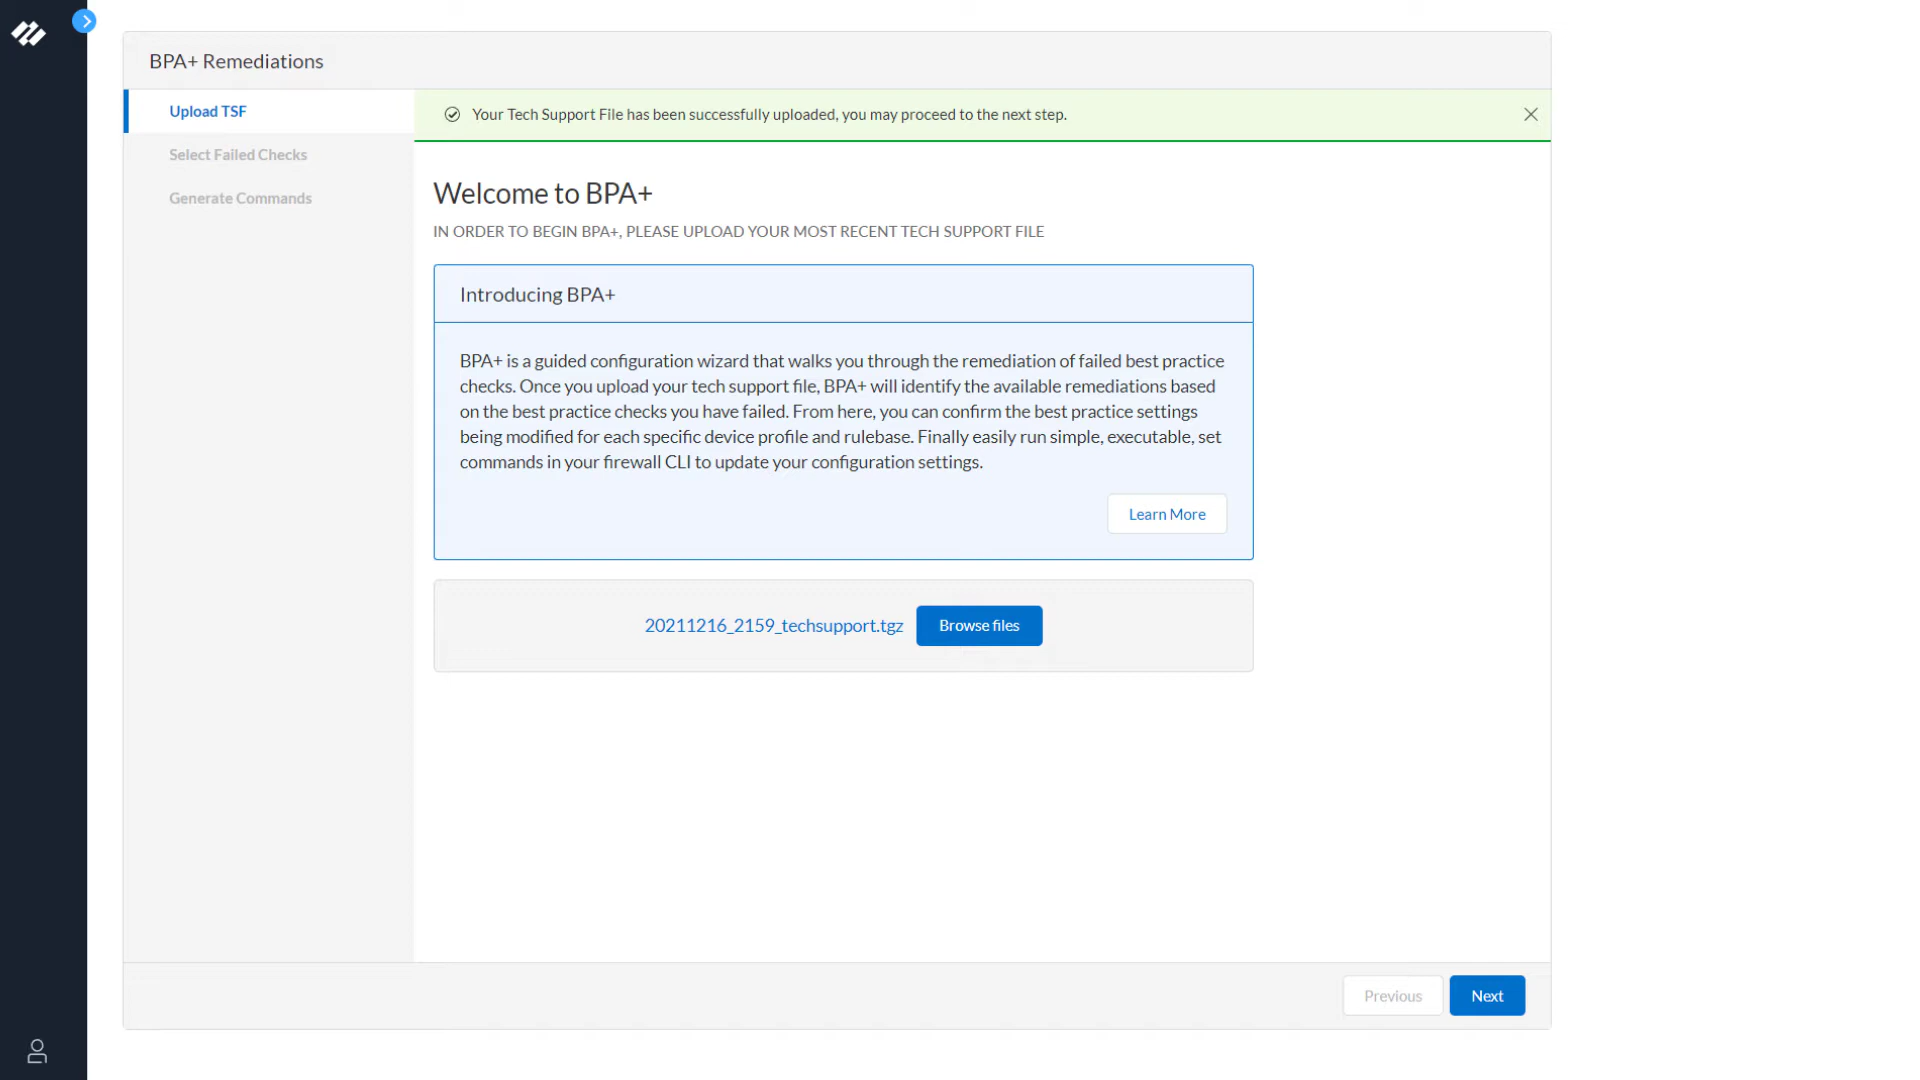 BPA+ Remediations
Upload TSF
Select Failed Checks
Generate Commands
Your Tech Support File has been successfully uploaded, you may proceed to the next step.
Welcome to BPA+
IN ORDER TO BEGIN BPA+, PLEASE UPLOAD YOUR MOST RECENT TECH SUPPORT FILE
Introducing BPA+
BPA+ is a guided configuration wizard that walks you through the remediation of failed best practice
checks. Once you upload your tech support file, BPA+ will identify the available remediations based
on the best practice checks you have failed. From here, you can confirm the best practice settings
being modified for each specific device profile and rulebase. Finally easily run simple, executable, set
commands in your firewall CLI to update your configuration settings.
Learn More
20211216_2159_techsupport.tgz
Browse files
Previous
Next